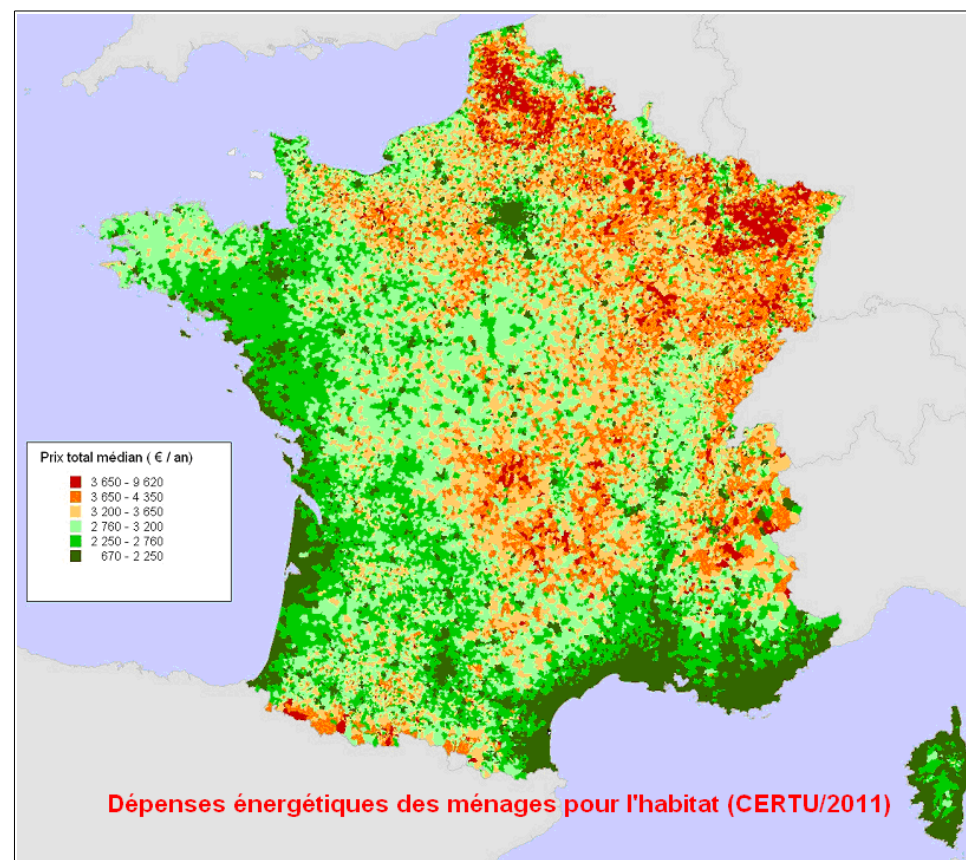 Prix total médian ( € / an)
3 650 - 9 620
3 650 - 4 350
3 200 - 3 650
2 760 - 3 200
2 250 - 2 760
670 - 2 250
Dépenses énergétiques des ménages pour l'habitat (CERTU/2011)